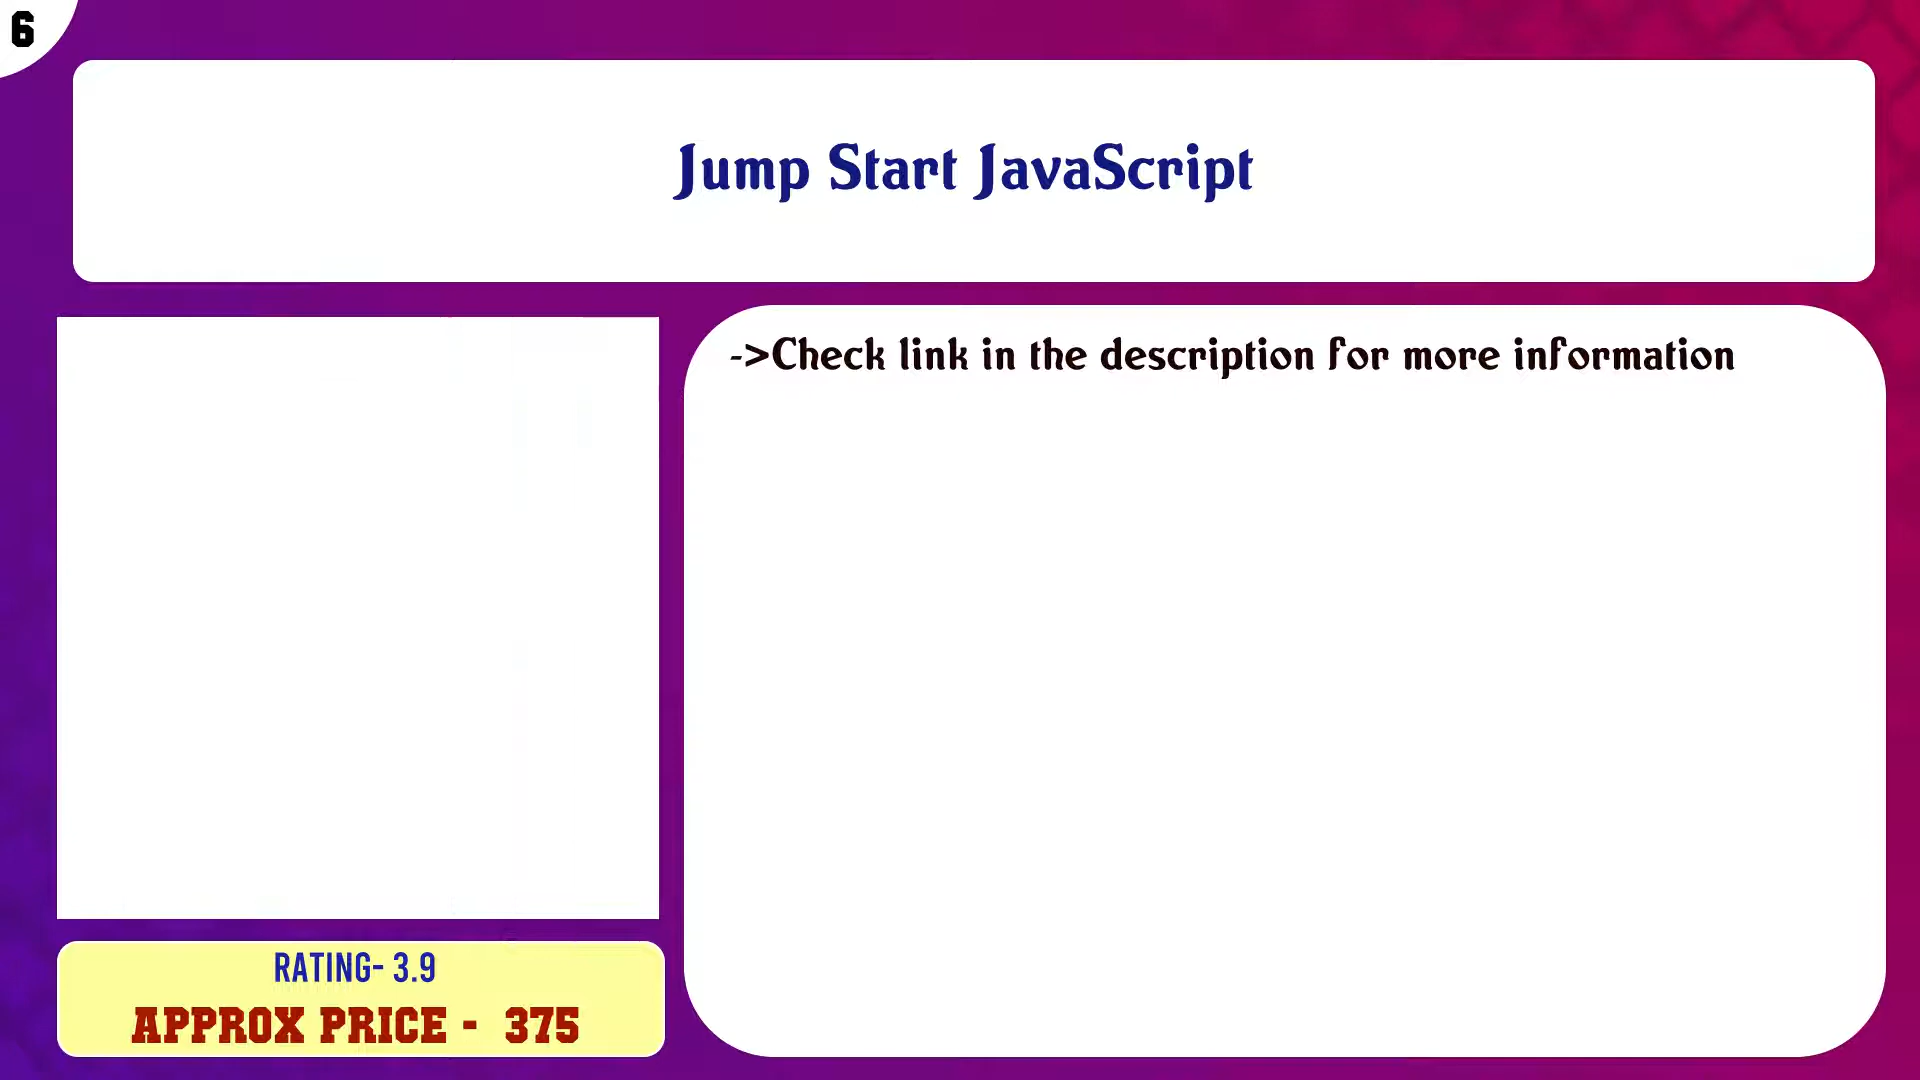 6
Jump Start JavaScript
->Check link in the description for more information
RATING- 3.9
APPROX PRICE - 375